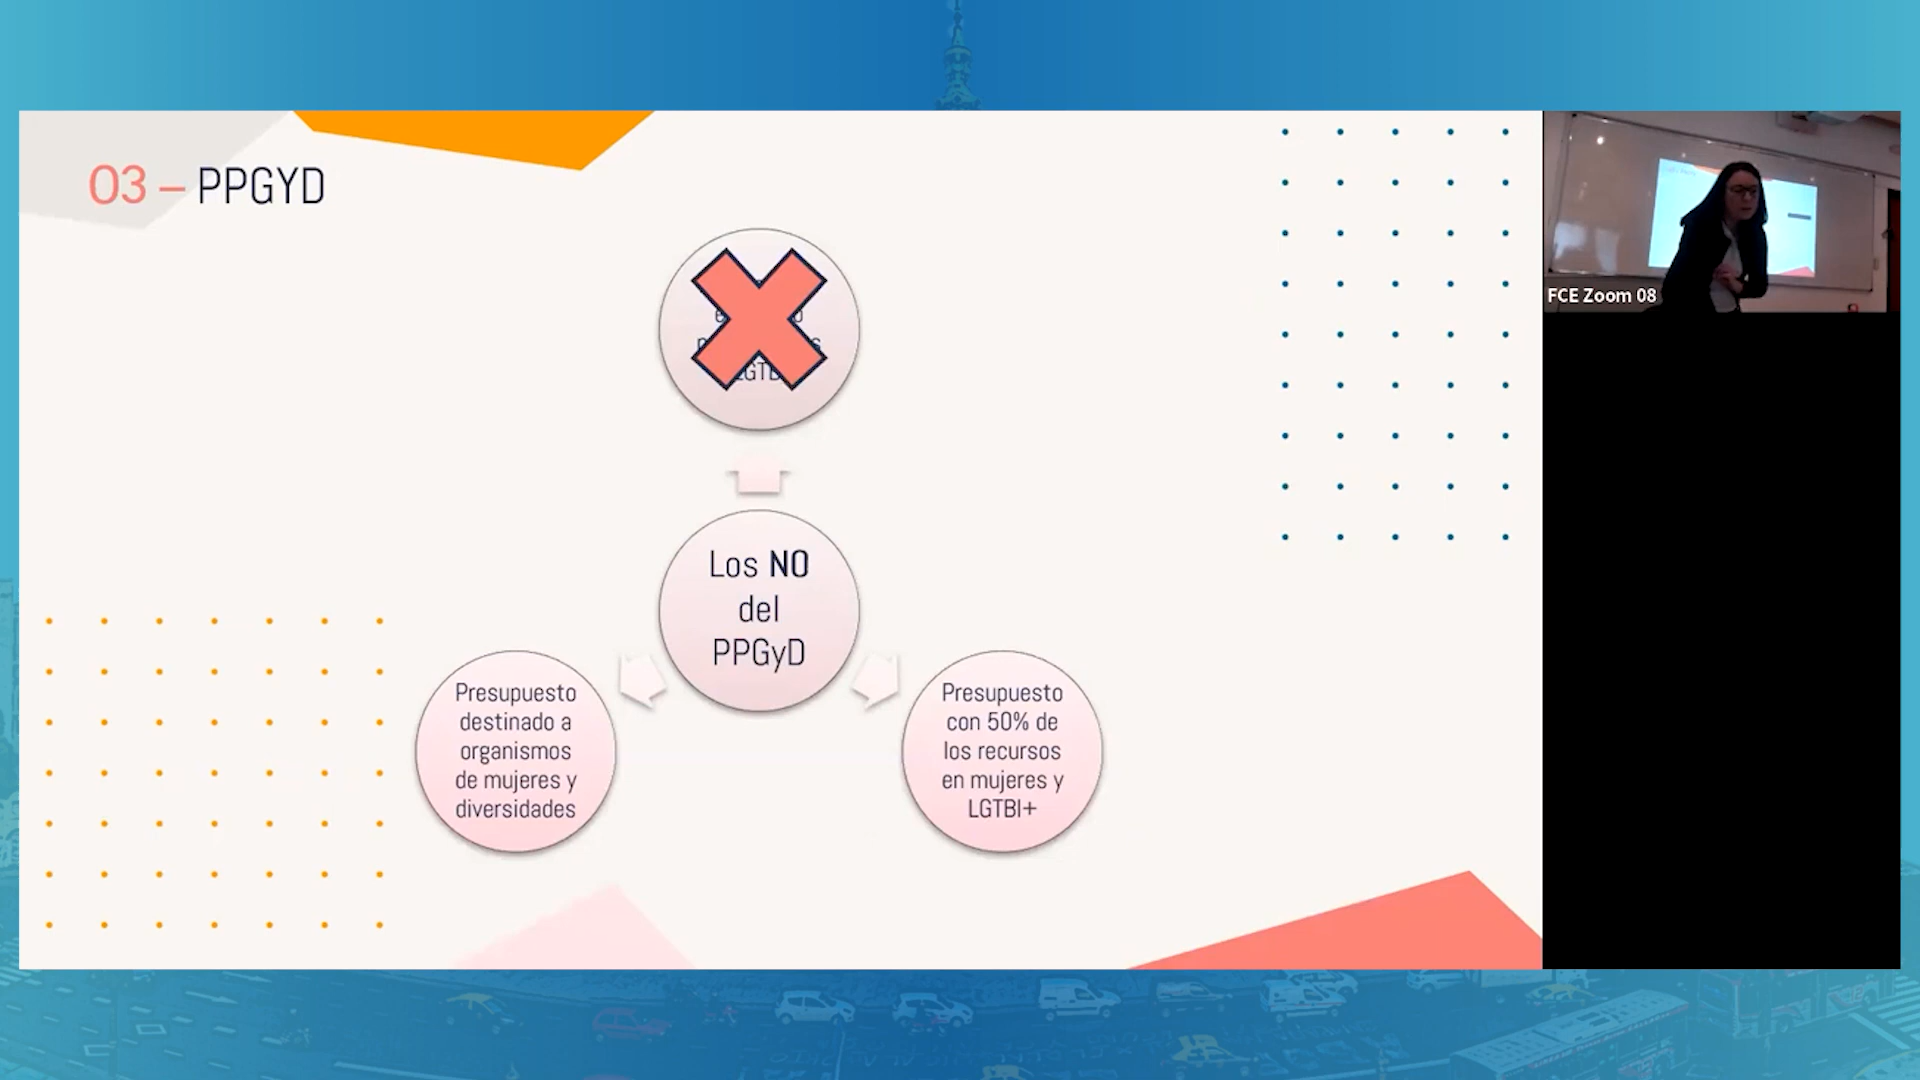 03 – PPGYD
LGTBI
Los NO
del
PPGyD
Presupuesto
destinado a
organismos
de mujeres y
diversidades
Presupuesto
con 50% de
los recursos
en mujeres y
LGTBI+
FCE Zoom 08